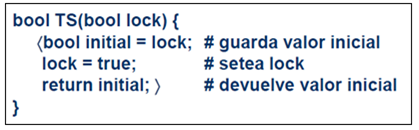 bool TS(bool lock) {
〈bool initial = lock; # guarda valor inicial
lock = true; # setea lock
return initial; 〉 # devuelve valor inicial
}